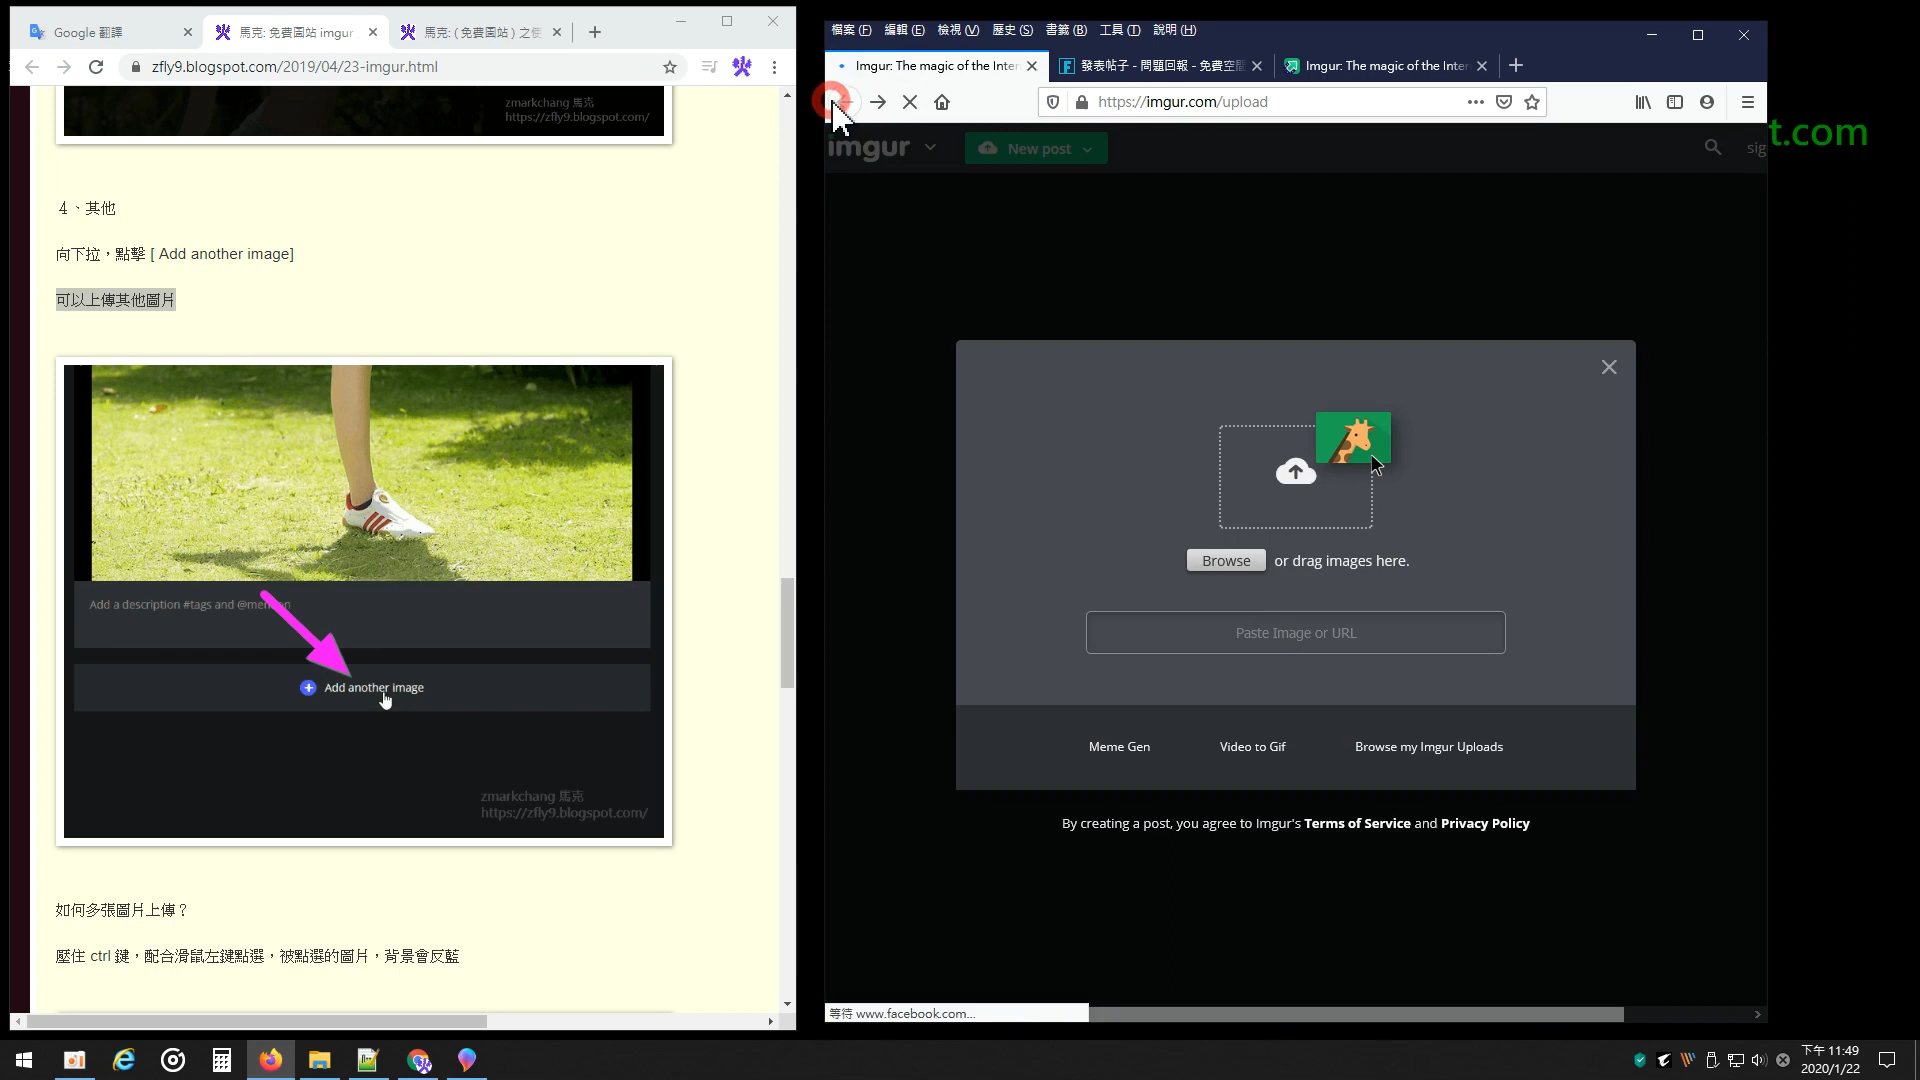 Google 翻譯
馬克: 免費圖站 imgur
馬克: ( 免費圖站 ) 之使
zfly9.blogspot.com/2019/04/23-imgur.html
zmarkchang 馬克
https://zfly9.blogspot.com/
4、其他
向下拉，點擊 [ Add another image]
可以上傳其他圖片
Add a description #tags and @mention
Add another image
zmarkchang 馬克
https://zfly9.blogspot.com/
如何多張圖片上傳？
壓住 ctrl 鍵，配合滑鼠左鍵點選，被點選的圖片，背景會反藍
檔案 (F) 編輯 (E) 檢視 (V) 歷史 (S) 書籤 (B) 工具 (T) 說明 (H)
Imgur: The magic of the Inter
發表帖子 - 問題回報 - 免費空間
Imgur: The magic of the Inter
https://imgur.com/upload
t.com
imgur
New post
sig
Browse or drag images here.
Paste Image or URL
Meme Gen
Video to Gif
Browse my Imgur Uploads
By creating a post, you agree to Imgur's Terms of Service and Privacy Policy
等待 www.facebook.com...
下午 11:49
2020/1/22